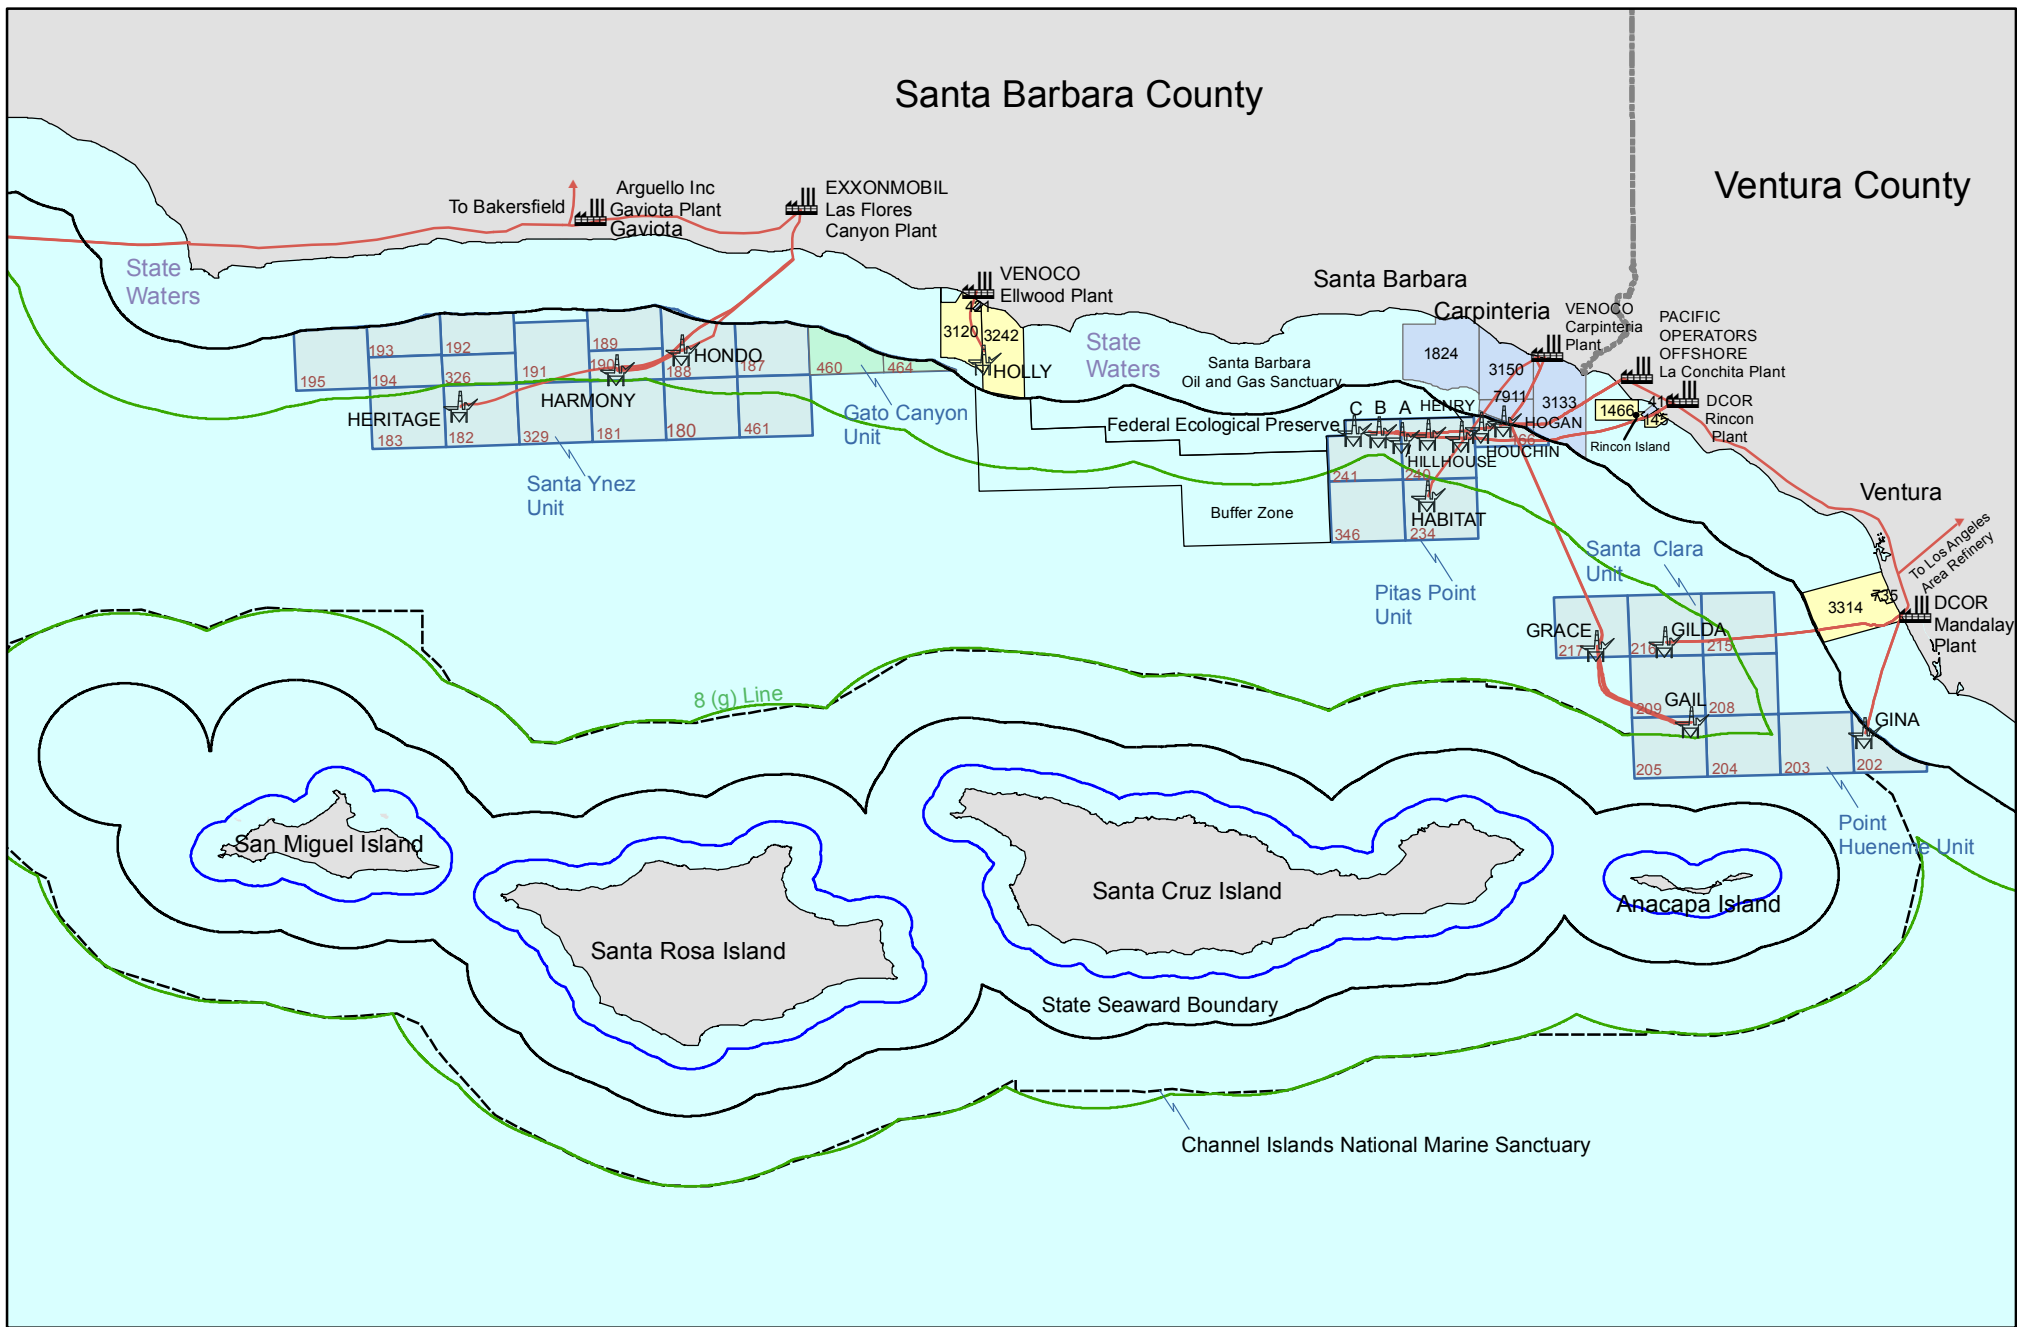 Santa Barbara County
Ventura County
To Bakersfield
Arguello Inc
Gaviota Plant
Gaviota
EXXONMOBIL
Las Flores
Canyon Plant
State
Waters
VENOCO
Ellwood Plant
421
3120
3242
HOLLY
State
Waters
Santa Barbara
Carpinteria
VENOCO
Carpinteria
Plant
PACIFIC
OPERATORS
OFFSHORE
La Conchita Plant
DCOR
Rincon
Plant
1824
3150
7911
3133
1466
145
Rincon Island
Santa Barbara
Oil and Gas Sanctuary
Federal Ecological Preserve
Buffer Zone
C
B
A
HENRY
HILLHOUSE
HOUCHIN
HOGAN
166
241
240
HABITAT
346
234
193
192
189
190
195
194
326
191
188
187
460
464
HONDO
HARMONY
HERITAGE
183
182
329
181
180
461
Gato Canyon
Unit
Santa Ynez
Unit
Pitas Point
Unit
Santa Clara
Unit
Ventura
To Los Angeles
Area Refinery
3314
735
DCOR
Mandalay
Plant
GRACE
GILDA
217
216
215
GAIL
209
208
GINA
205
204
203
202
Point
Hueneme Unit
8 (g) Line
San Miguel Island
Santa Rosa Island
Santa Cruz Island
Anacapa Island
State Seaward Boundary
Channel Islands National Marine Sanctuary